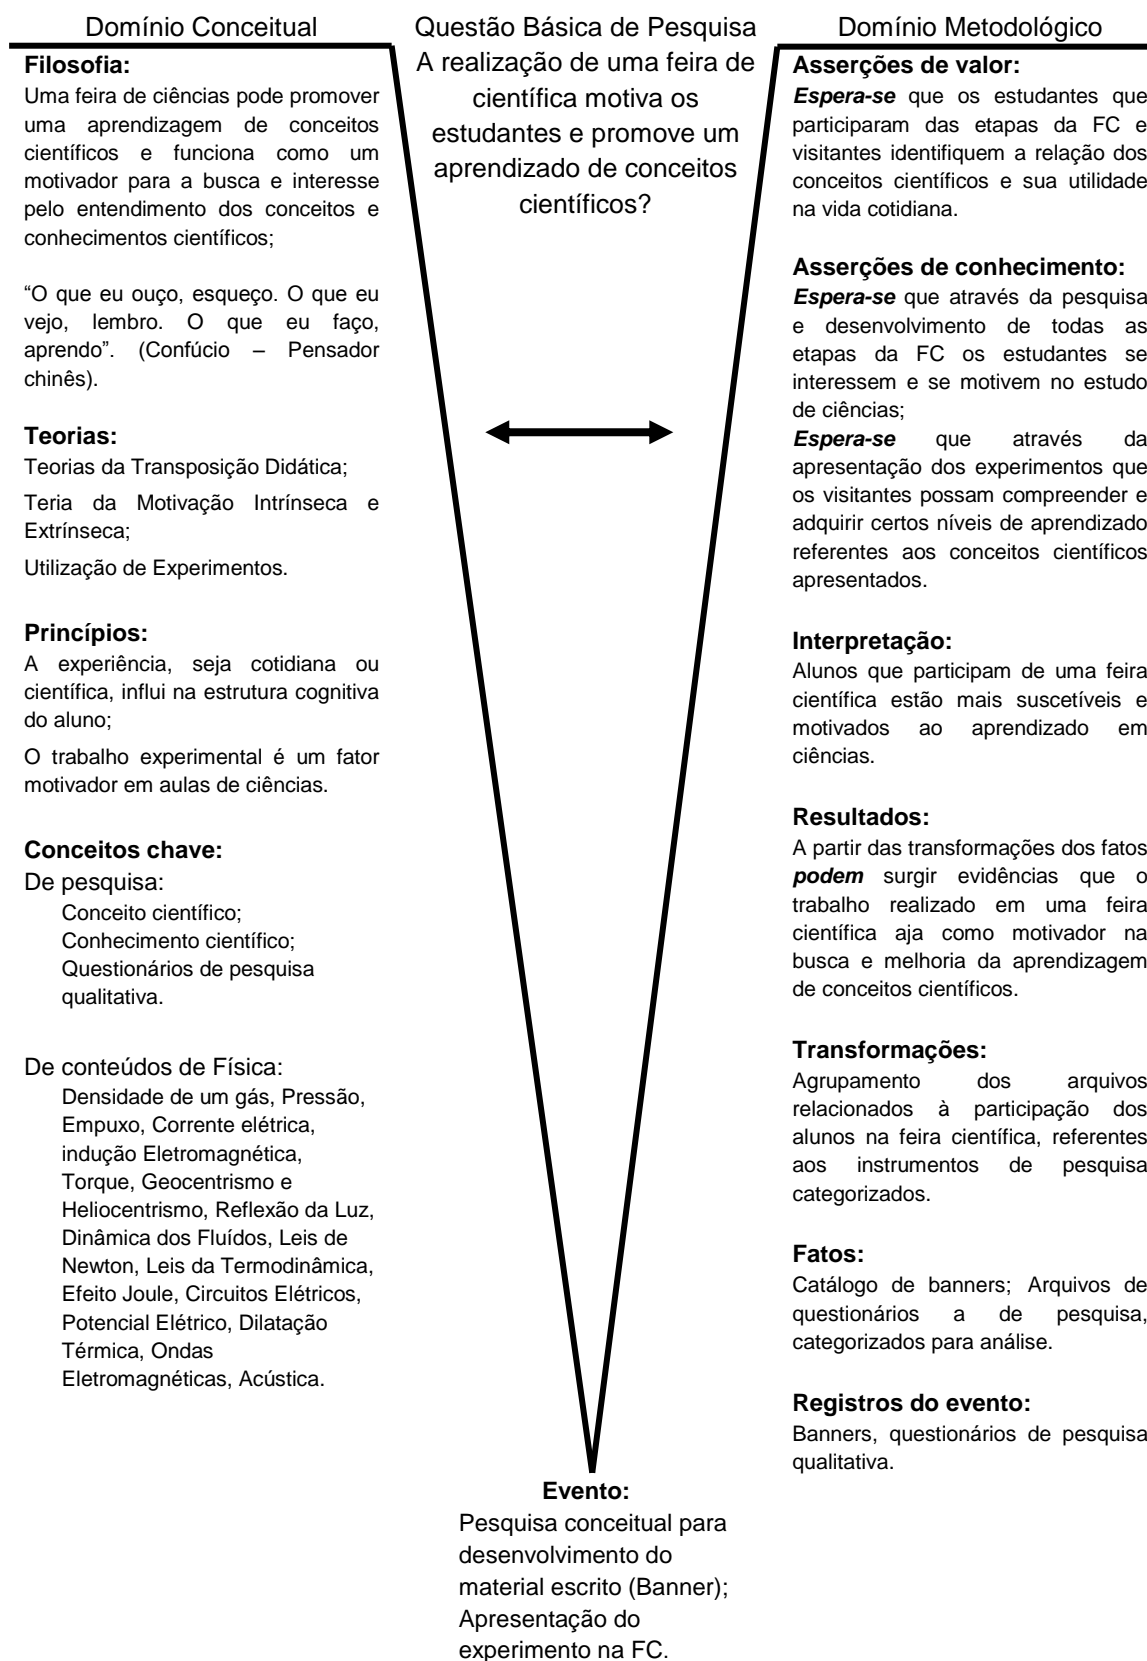 Domínio Conceitual
Filosofia:
Uma feira de ciências pode promover
uma aprendizagem de conceitos
científicos e funciona como um
motivador para a busca e interesse
pelo entendimento dos conceitos e
conhecimentos científicos;
“O que eu ouço, esqueço. O que eu
vejo, lembro. O que eu faço,
aprendo”. (Confúcio – Pensador
chinês).
Teorias:
Teorias da Transposição Didática;
Teria da Motivação Intrínseca e
Extrínseca;
Utilização de Experimentos.
Princípios:
A experiência, seja cotidiana ou
científica, influi na estrutura cognitiva
do aluno;
O trabalho experimental é um fator
motivador em aulas de ciências.
Conceitos chave:
De pesquisa:
Conceito científico;
Conhecimento científico;
Questionários de pesquisa
qualitativa.
De conteúdos de Física:
Densidade de um gás, Pressão,
Empuxo, Corrente elétrica,
indução Eletromagnética,
Torque, Geocentrismo e
Heliocentrismo, Reflexão da Luz,
Dinâmica dos Fluídos, Leis de
Newton, Leis da Termodinâmica,
Efeito Joule, Circuitos Elétricos,
Potencial Elétrico, Dilatação
Térmica, Ondas
Eletromagnéticas, Acústica.
Questão Básica de Pesquisa
A realização de uma feira de
científica motiva os
estudantes e promove um
aprendizado de conceitos
científicos?
Domínio Metodológico
Asserções de valor:
Espera-se que os estudantes que
participaram das etapas da FC e
visitantes identifiquem a relação dos
conceitos científicos e sua utilidade
na vida cotidiana.
Asserções de conhecimento:
Espera-se que através da pesquisa
e desenvolvimento de todas as
etapas da FC os estudantes se
interessem e se motivem no estudo
de ciências;
Espera-se que através da
apresentação dos experimentos que
os visitantes possam compreender e
adquirir certos níveis de aprendizado
referentes aos conceitos científicos
apresentados.
Interpretação:
Alunos que participam de uma feira
científica estão mais suscetíveis e
motivados ao aprendizado em
ciências.
Resultados:
A partir das transformações dos fatos
podem surgir evidências que o
trabalho realizado em uma feira
científica aja como motivador na
busca e melhoria da aprendizagem
de conceitos científicos.
Transformações:
Agrupamento dos arquivos
relacionados à participação dos
alunos na feira científica, referentes
aos instrumentos de pesquisa
categorizados.
Fatos:
Catálogo de banners; Arquivos de
questionários a de pesquisa,
categorizados para análise.
Registros do evento:
Banners, questionários de pesquisa
qualitativa.
Evento:
Pesquisa conceitual para
desenvolvimento do
material escrito (Banner);
Apresentação do
experimento na FC.